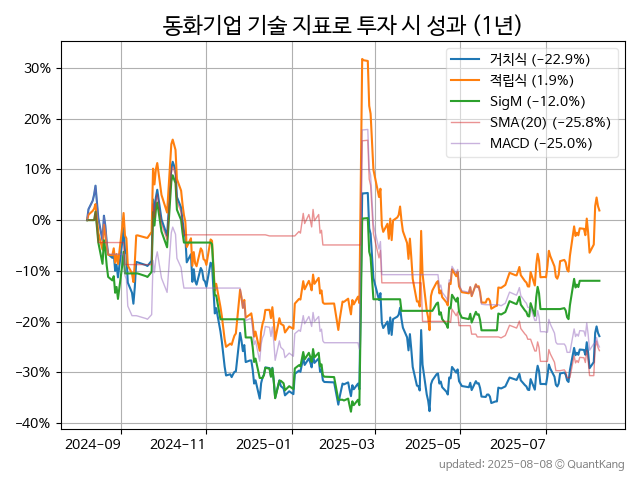 동화기업 기술 지표로 투자 시 성과 (1년)
거치식 (−22.9%)
적립식 (1.9%)
SigM (−12.0%)
SMA(20) (−25.8%)
MACD (−25.0%)
30%
20%
10%
0%
−10%
−20%
−30%
−40%
2024-09
2024-11
2025-01
2025-03
2025-05
2025-07
updated: 2025-08-08 © QuantKang